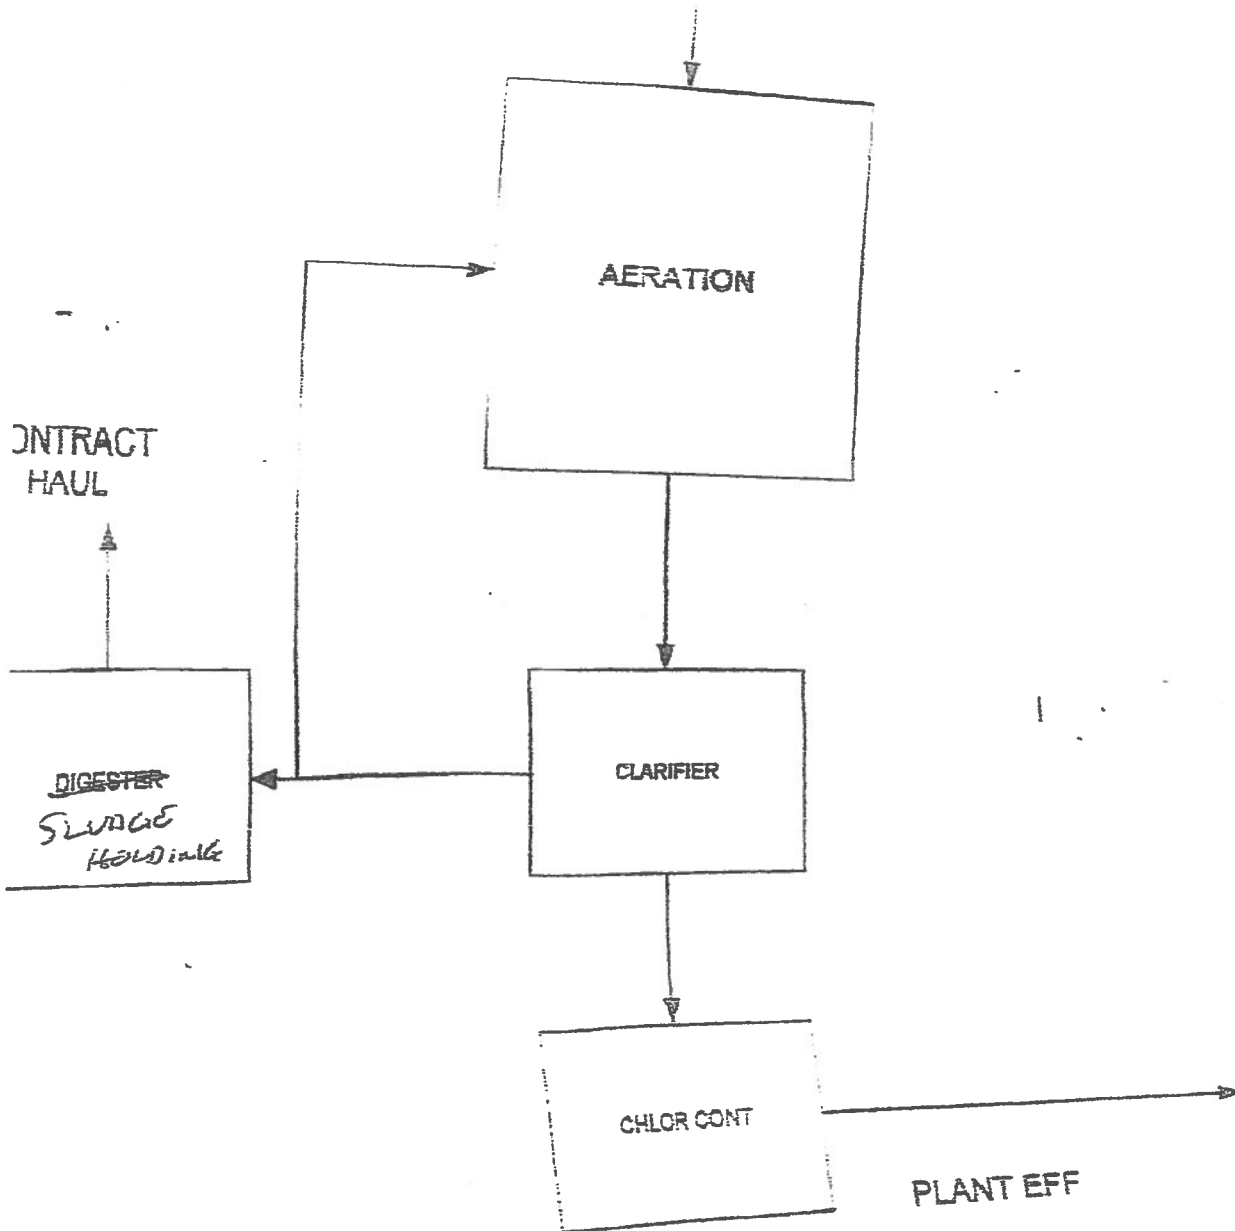 AERATION
ONTRACT
HAUL
CLARIFIER
DIGESTER
SLUDGE
HOLDING
CHLOR CONT
PLANT EFF